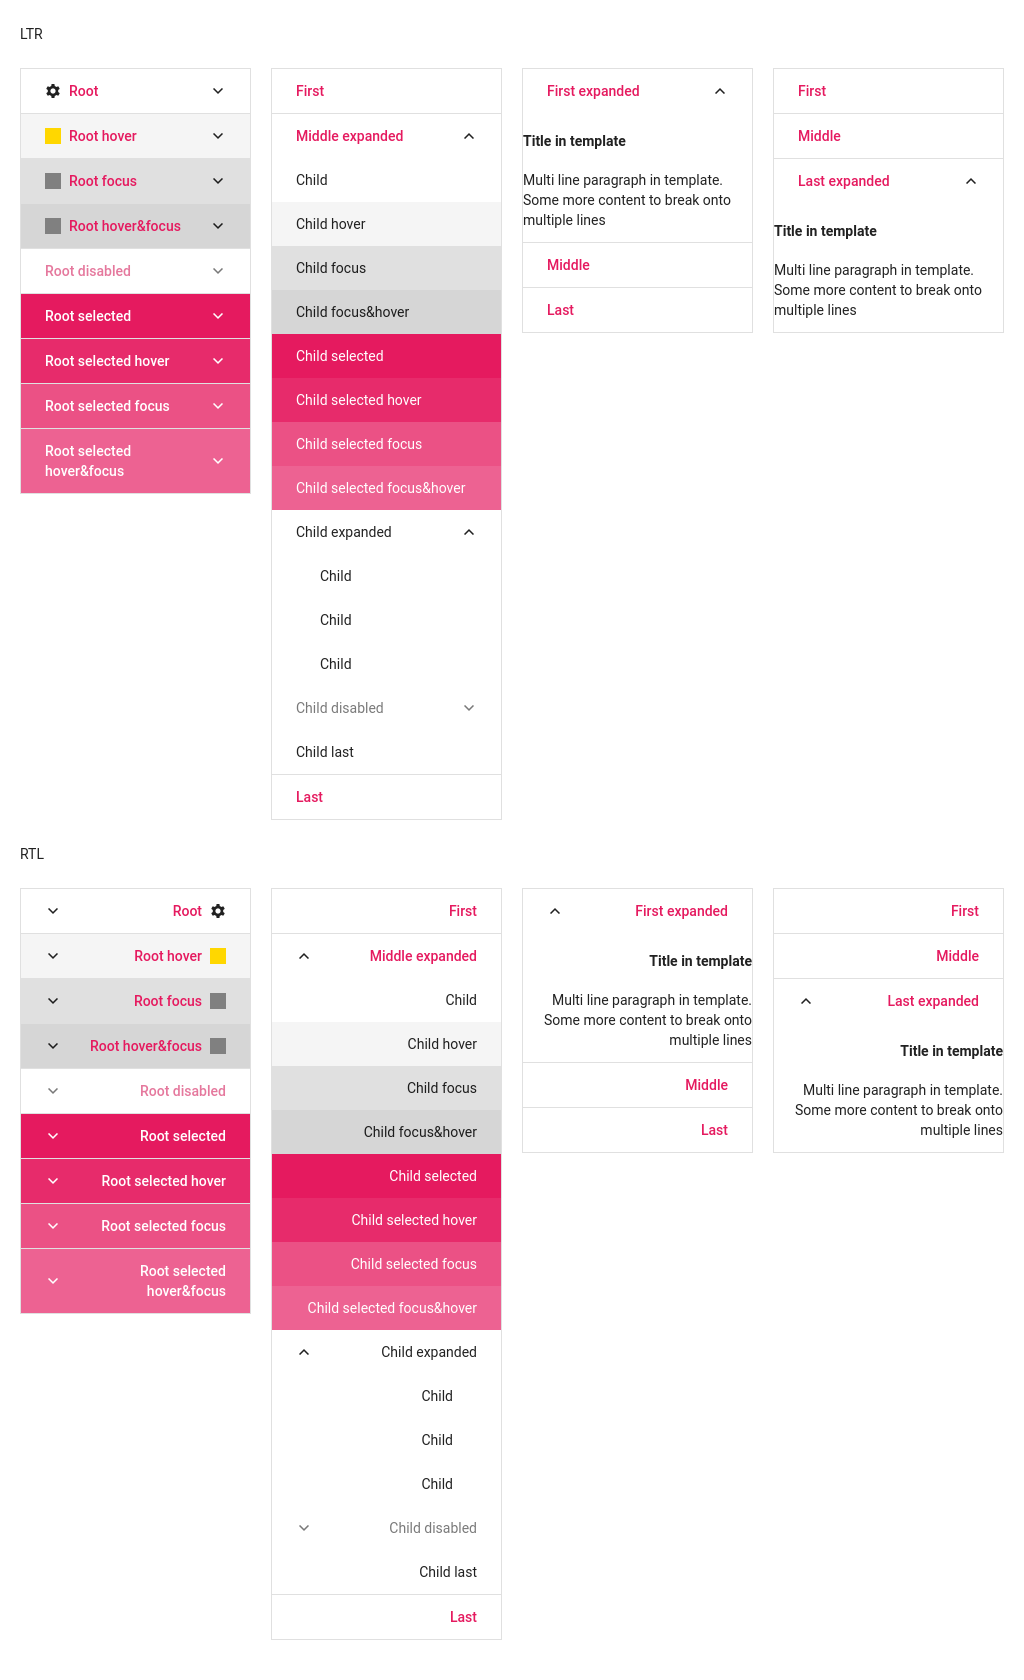 LTR
Root
Root hover
Root focus
Root hover&focus
Root disabled
Root selected
Root selected hover
Root selected focus
Root selected
hover&focus
First
Middle expanded
Child
Child hover
Child focus
Child focus&hover
Child selected
Child selected hover
Child selected focus
Child selected focus&hover
Child expanded
Child
Child
Child
Child disabled
Child last
Last
First expanded
Title in template
Multi line paragraph in template.
Some more content to break onto
multiple lines
Middle
Last
First
Middle
Last expanded
Title in template
Multi line paragraph in template.
Some more content to break onto
multiple lines
RTL
Root
Root hover
Root focus
Root hover&focus
Root disabled
Root selected
Root selected hover
Root selected focus
Root selected
hover&focus
First
Middle expanded
Child
Child hover
Child focus
Child focus&hover
Child selected
Child selected hover
Child selected focus
Child selected focus&hover
Child expanded
Child
Child
Child
Child disabled
Child last
Last
First expanded
Title in template
Multi line paragraph in template.
Some more content to break onto
multiple lines
Middle
Last
First
Middle
Last expanded
Title in template
Multi line paragraph in template.
Some more content to break onto
multiple lines